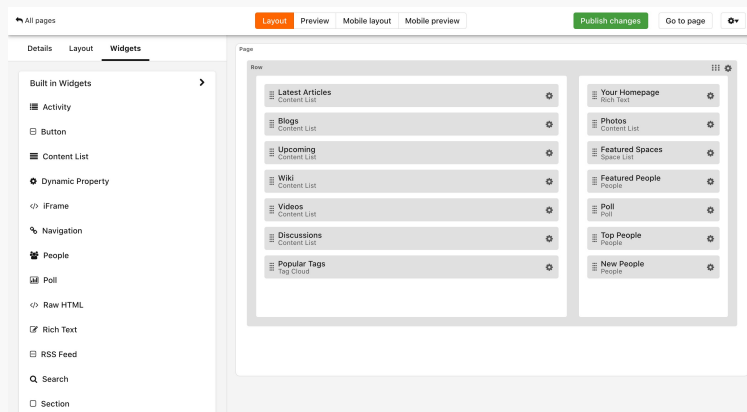 All pages
Layout Preview Mobile layout Mobile preview
Publish changes Go to page
Details Layout Widgets
Built in Widgets
Activity
Button
Content List
Dynamic Property
iFrame
Navigation
People
Poll
Raw HTML
Rich Text
RSS Feed
Search
Section
Page
Row
Latest Articles
Content List
Blogs
Content List
Upcoming
Content List
Wiki
Content List
Videos
Content List
Discussions
Content List
Popular Tags
Tag Cloud
Your Homepage
Rich Text
Photos
Content List
Featured Spaces
Space List
Featured People
People
Poll
Poll
Top People
People
New People
People